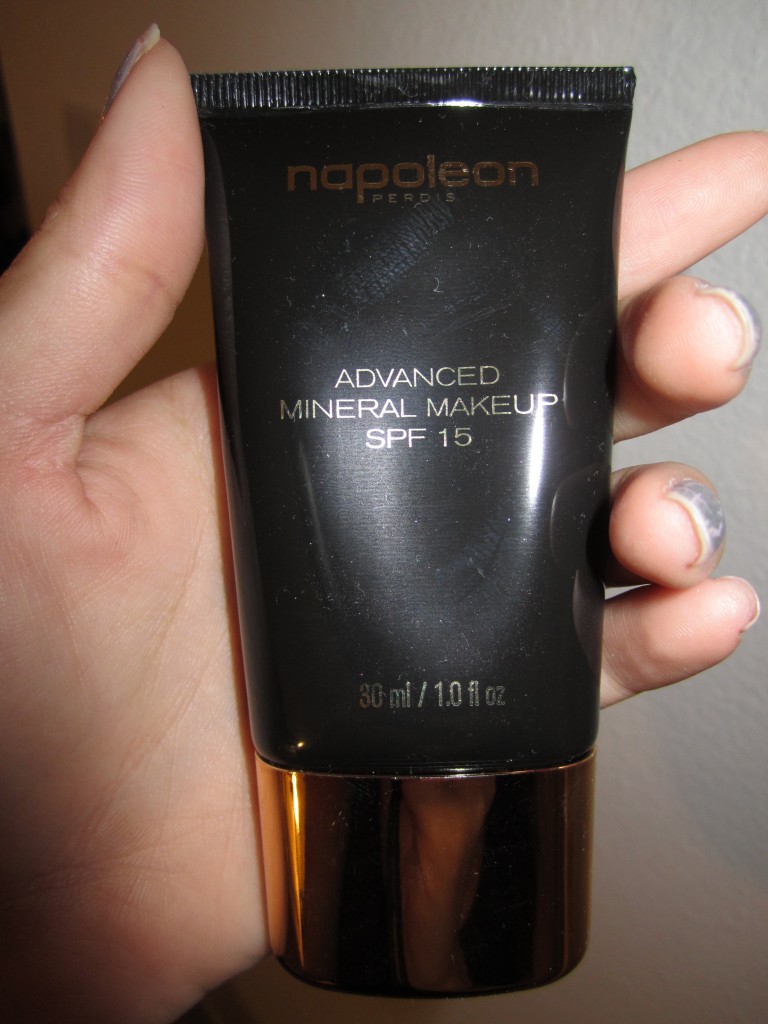 napoleon
PERDIS
ADVANCED
MINERAL MAKEUP
SPF 15
30 ml / 1.0 fl oz